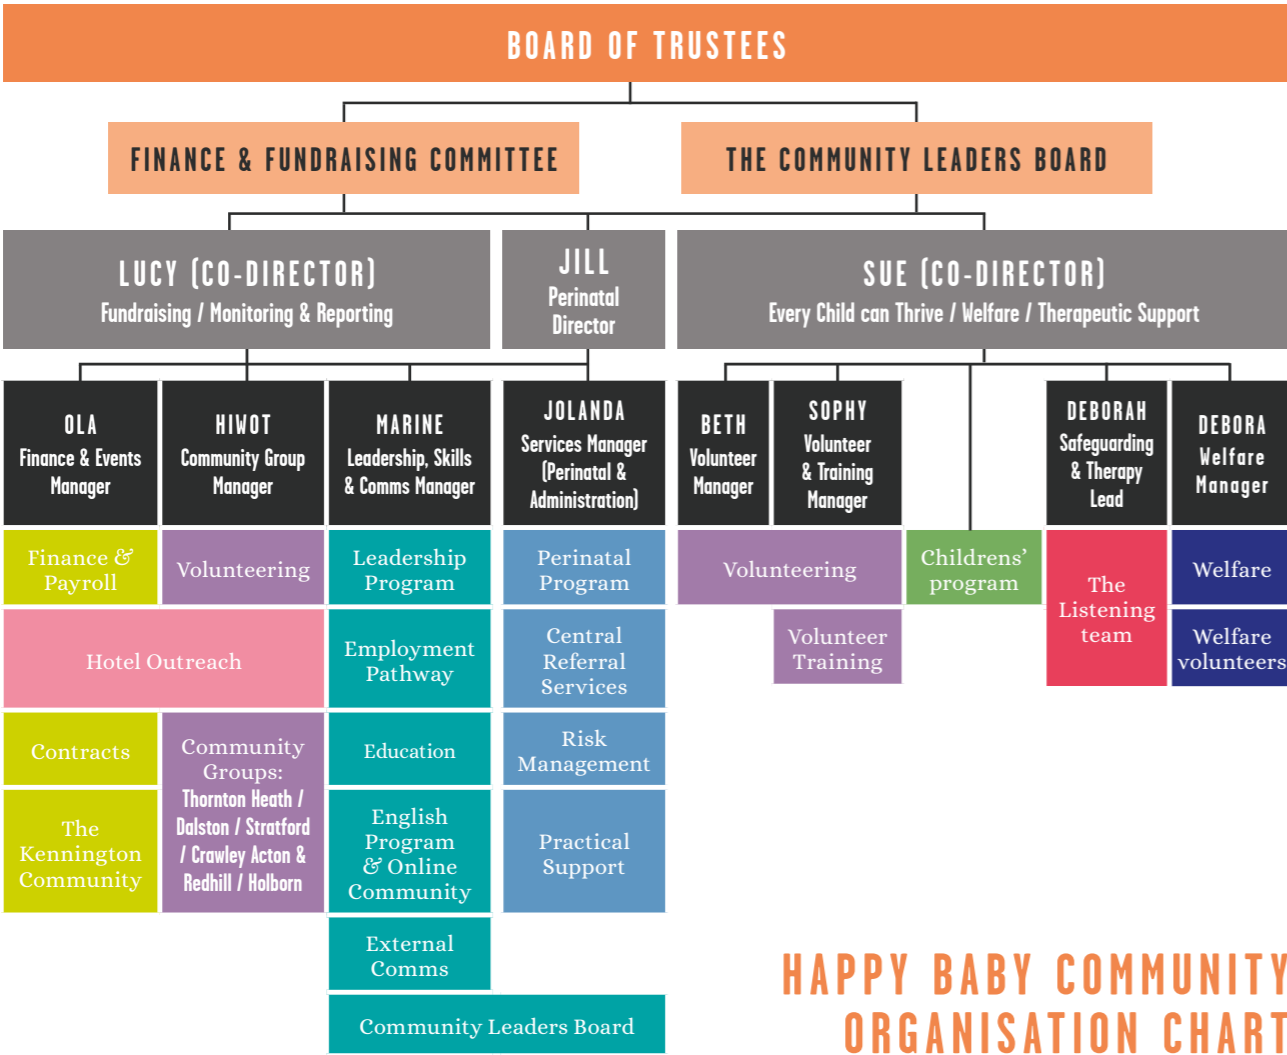 BOARD OF TRUSTEES
FINANCE & FUNDRAISING COMMITTEE
THE COMMUNITY LEADERS BOARD
LUCY (CO-DIRECTOR)
Fundraising / Monitoring & Reporting
JILL
Perinatal
Director
SUE (CO-DIRECTOR)
Every Child can Thrive / Welfare / Therapeutic Support
OLA
Finance & Events
Manager
HIWOT
Community Group
Manager
MARINE
Leadership, Skills
& Comms Manager
JOLANDA
Services Manager
(Perinatal &
Administration)
BETH
Volunteer
Manager
SOPHY
Volunteer
& Training
Manager
DEBORAH
Safeguarding
& Therapy
Lead
DEBORA
Welfare
Manager
Finance &
Payroll
Volunteering
Leadership
Program
Perinatal
Program
Volunteering
Childrens’
program
The
Listening
team
Welfare
Hotel Outreach
Employment
Pathway
Central
Referral
Services
Volunteer
Training
Welfare
volunteers
Contracts
Community
Groups:
Thornton Heath /
Dalston / Stratford
/ Crawley Acton &
Redhill / Holborn
Education
Risk
Management
The
Kennington
Community
English
Program
& Online
Community
Practical
Support
External
Comms
Community Leaders Board
HAPPY BABY COMMUNITY
ORGANISATION CHART